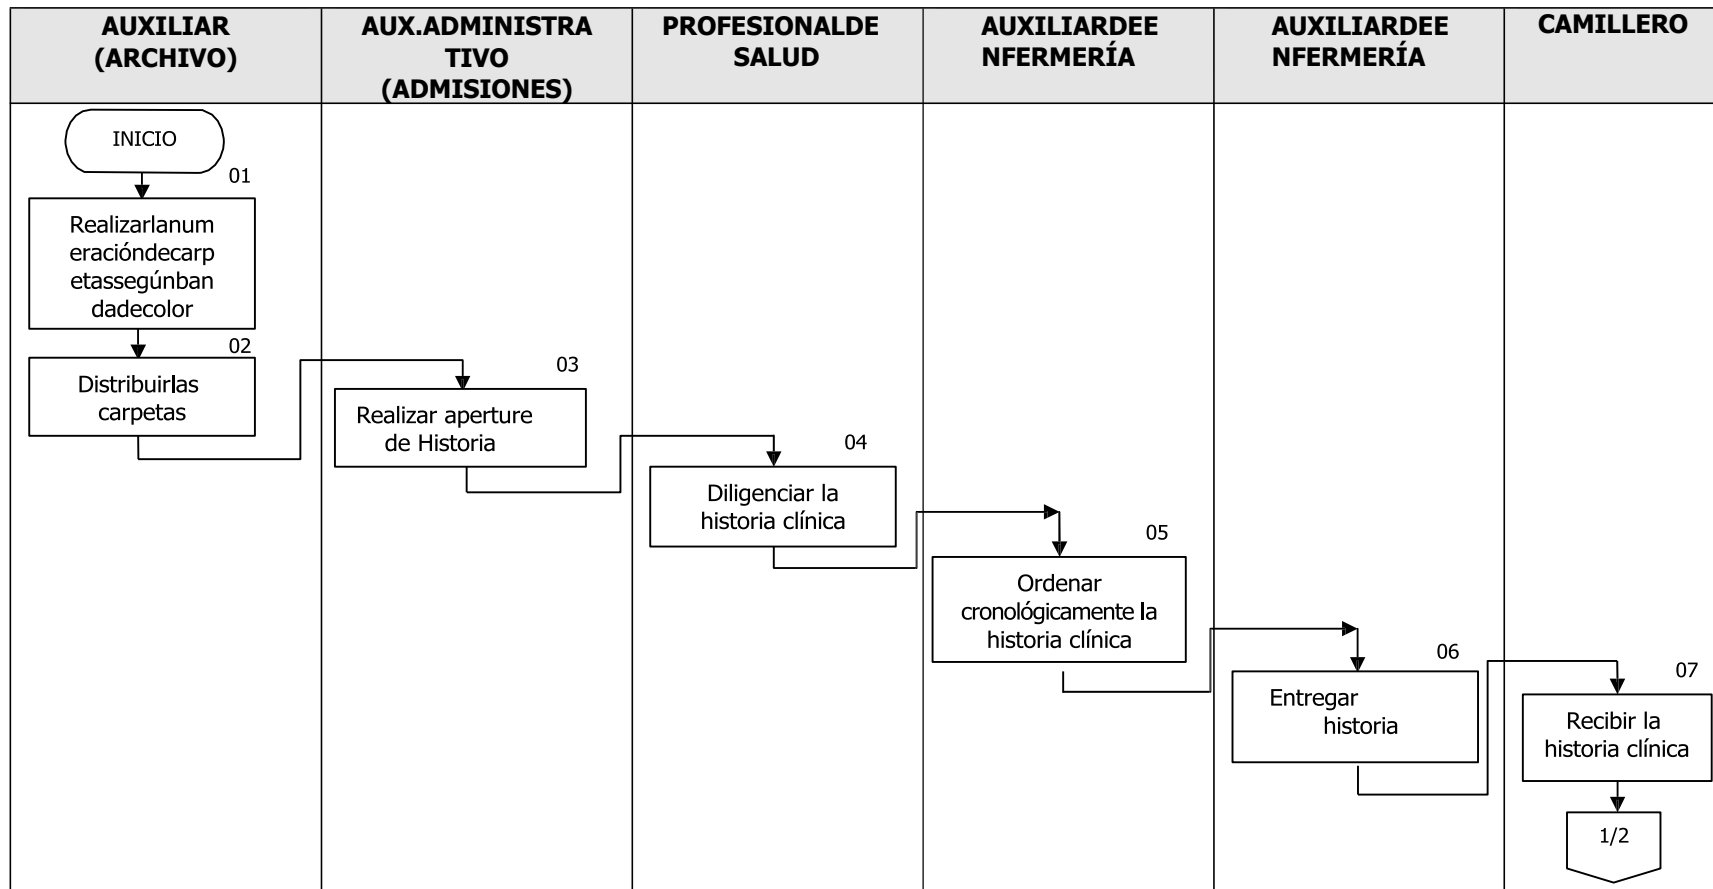 AUXILIAR
(ARCHIVO)
AUX.ADMINISTRA
TIVO
(ADMISIONES)
PROFESIONALDE
SALUD
AUXILIARDEE
NFERMERÍA
AUXILIARDEE
NFERMERÍA
CAMILLERO
INICIO
01
Realizarlanum
eracióndecarp
etassegúnban
dadecolor
02
Distribuirlas
carpetas
03
Realizar aperture
de Historia
04
Diligenciar la
historia clínica
05
Ordenar
cronológicamente la
historia clínica
06
Entregar
historia
07
Recibir la
historia clínica
1/2